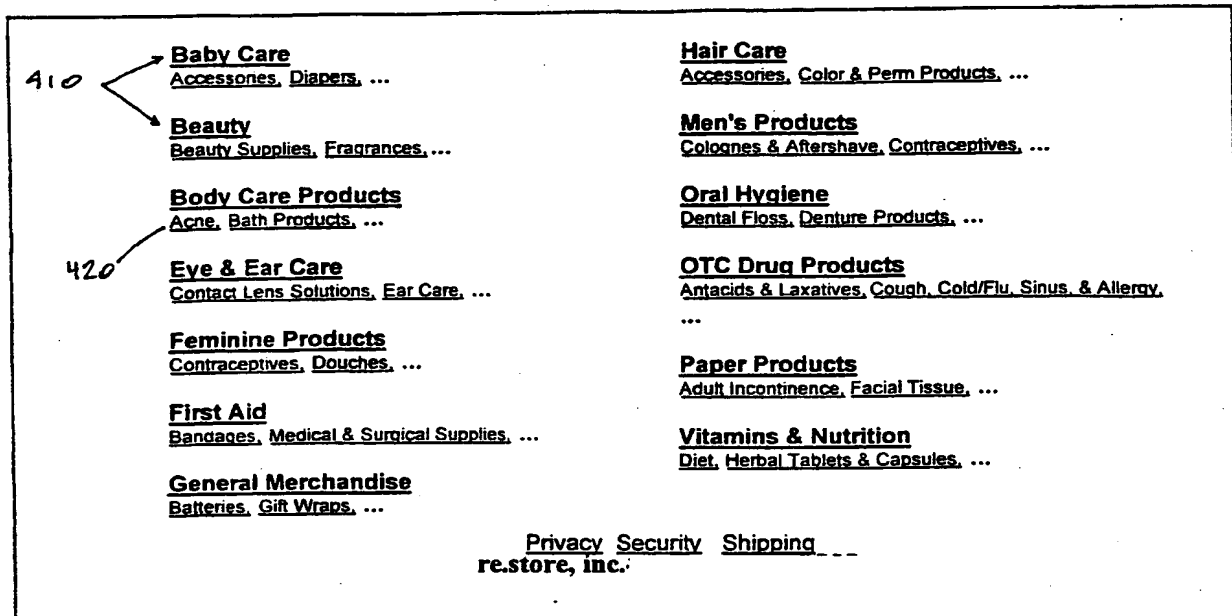 410
Baby Care
Accessories, Diapers, ...
Beauty
Beauty Supplies, Fragrances, ...
Body Care Products
Acne, Bath Products, ...
420
Eye & Ear Care
Contact Lens Solutions, Ear Care, ...
Feminine Products
Contraceptives, Douches, ...
First Aid
Bandages, Medical & Surgical Supplies, ...
General Merchandise
Batteries, Gift Wraps, ...
Hair Care
Accessories, Color & Perm Products, ...
Men's Products
Colognes & Aftershave, Contraceptives, ...
Oral Hygiene
Dental Floss, Denture Products, ...
OTC Drug Products
Antacids & Laxatives, Cough, Cold/Flu, Sinus, & Allergy,
...
Paper Products
Adult Incontinence, Facial Tissue, ...
Vitamins & Nutrition
Diet, Herbal Tablets & Capsules, ...
Privacy Security Shipping
re.store, inc.